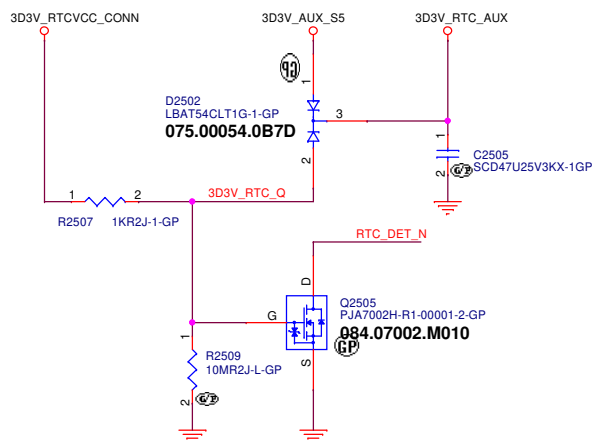 3D3V_RTCVCC_CONN
3D3V_AUX_S5
3D3V_RTC_AUX
GP
1
D2502
LBAT54CLT1G-1-GP
075.00054.0B7D
3
2
1
2
C2505
SCD47U25V3KX-1GP
G/P
1
2
3D3V_RTC_Q
R2507
1KR2J-1-GP
RTC_DET_N
D
G
S
Q2505
PJA7002H-R1-00001-2-GP
084.07002.M010
GP
1
R2509
10MR2J-L-GP
2
G/P